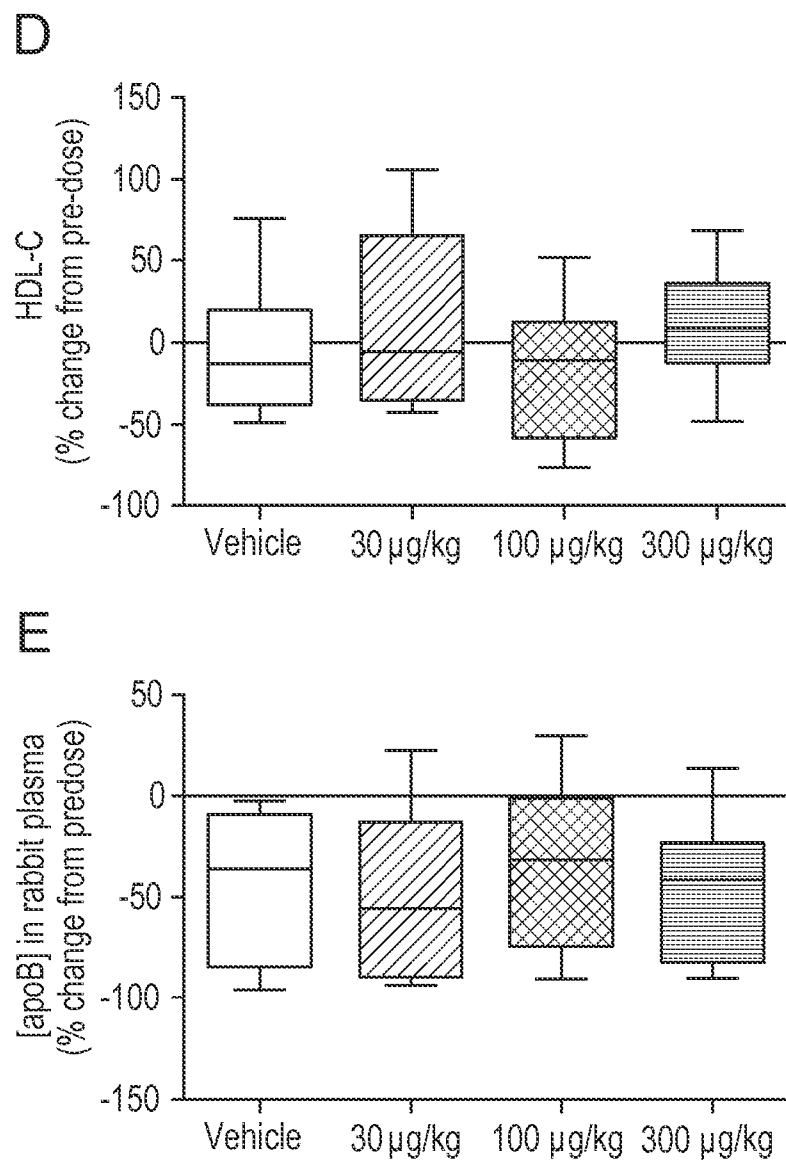 D
HDL-C
(% change from pre-dose)
150
100
50
0
-50
-100
Vehicle 30 µg/kg 100 µg/kg 300 µg/kg
E
[apoB] in rabbit plasma
(% change from predose)
50
0
-50
-100
-150
Vehicle 30 µg/kg 100 µg/kg 300 µg/kg